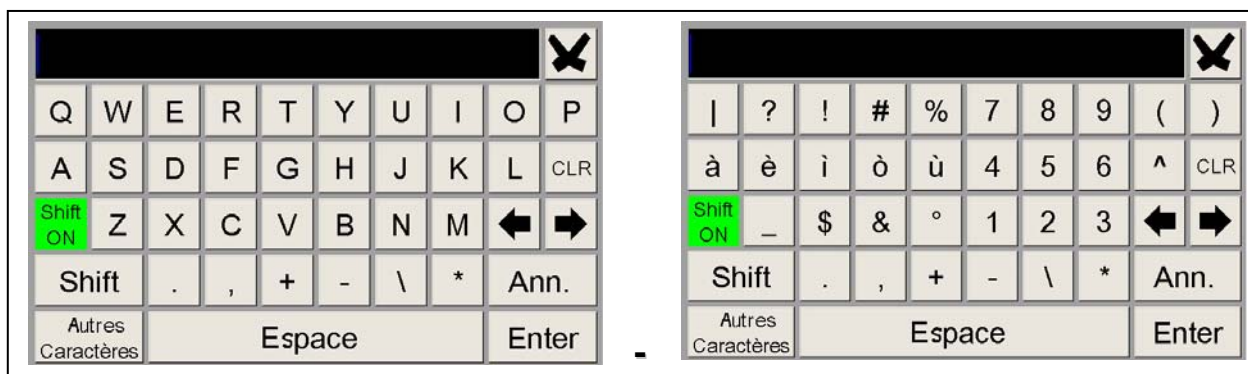 Q W E R T Y U I O P
A S D F G H J K L CLR
Shift ON Z X C V B N M
Shift . , + - \ * Ann.
Autres Caractères Espace Enter
-
| ? ! # % 7 8 9 ( )
à è ì ò ù 4 5 6 ^ CLR
Shift ON _ $ & ° 1 2 3
Shift . , + - \ * Ann.
Autres Caractères Espace Enter